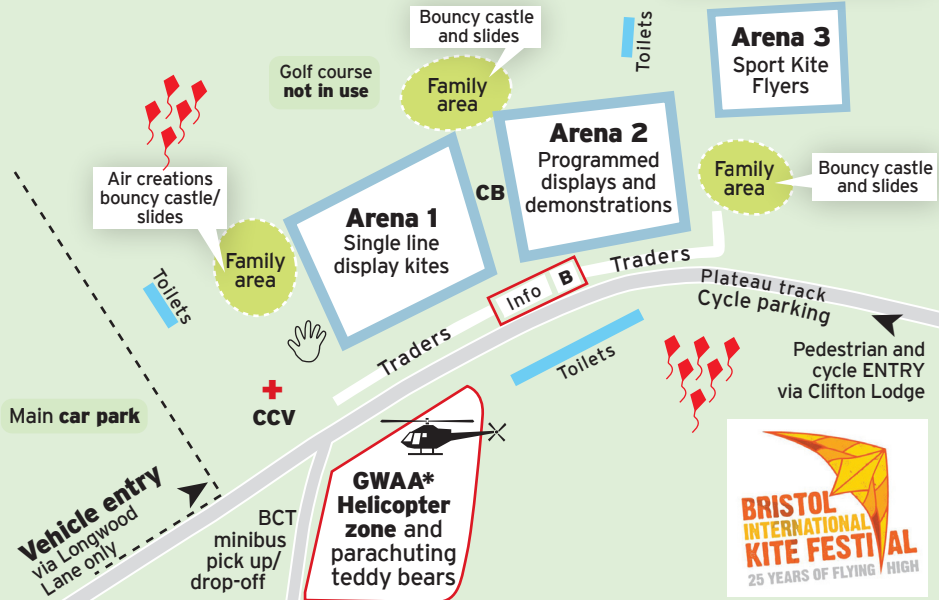 Bouncy castle
and slides
Toilets
Arena 3
Sport Kite
Flyers
Golf course
not in use
Family
area
Arena 2
Programmed
displays and
demonstrations
Family
area
Bouncy castle
and slides
Air creations
bouncy castle/
slides
CB
Arena 1
Single line
display kites
Family
area
Toilets
Traders
Info
B
Traders
Plateau track
Cycle parking
Toilets
Pedestrian and
cycle ENTRY
via Clifton Lodge
CCV
Main car park
Vehicle entry
via Longwood
Lane only
BCT
minibus
pick up/
drop-off
GWAA*
Helicopter
zone and
parachuting
teddy bears
BRISTOL
INTERNATIONAL
KITE FESTIVAL
25 YEARS OF FLYING HIGH